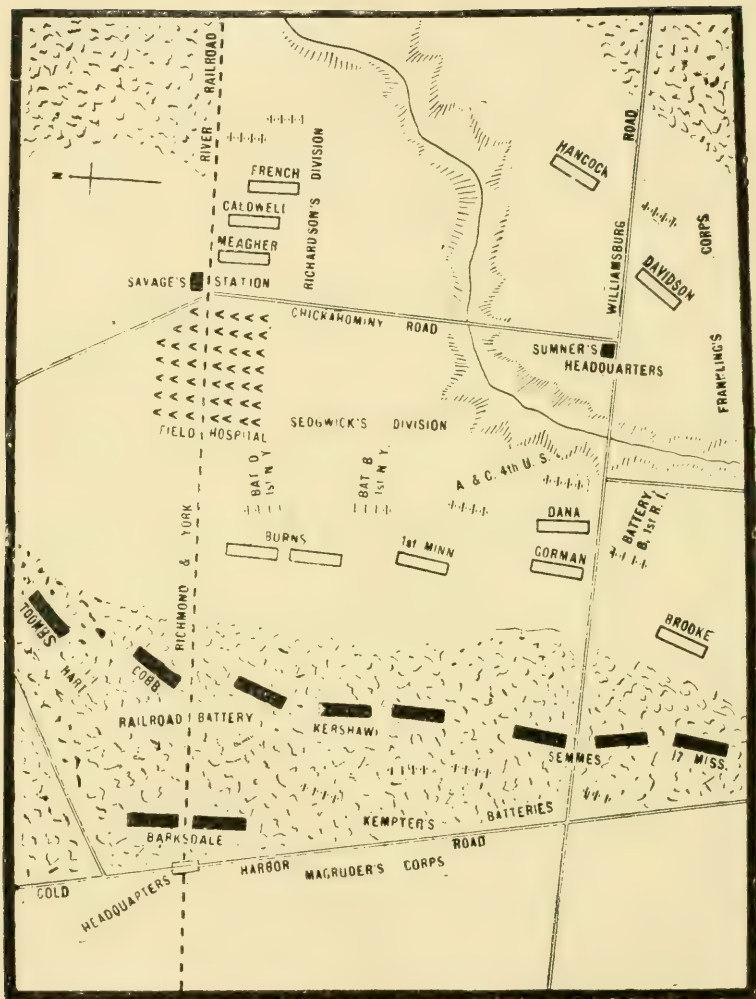 RIVER RAILROAD
N
FRENCH
CALDWELL
MEAGHER
RICHARDSON'S DIVISION
HANCOCK
WILLIAMSBURG ROAD
DAVIDSON
FRANKLING'S CORPS
SAVAGE'S STATION
CHICKAHOMINY ROAD
SUMNER'S
HEADQUARTERS
FIELD HOSPITAL
SEDGWICK'S DIVISION
BAT D
1st N Y
BAT B
1st N.Y.
A & C. 4th U.S.
DANA
GORMAN
BATTERY
B, 1st R. I.
BURNS
1st MINN
BROOKE
RICHMOND & YORK
TOOMBS
HART
COBB
RAILROAD BATTERY
KERSHAW
SEMMES
17 MISS.
BARKSDALE
KEMPTER'S BATTERIES
COLD HARBOR ROAD
MAGRUDER'S CORPS
HEADQUARTERS